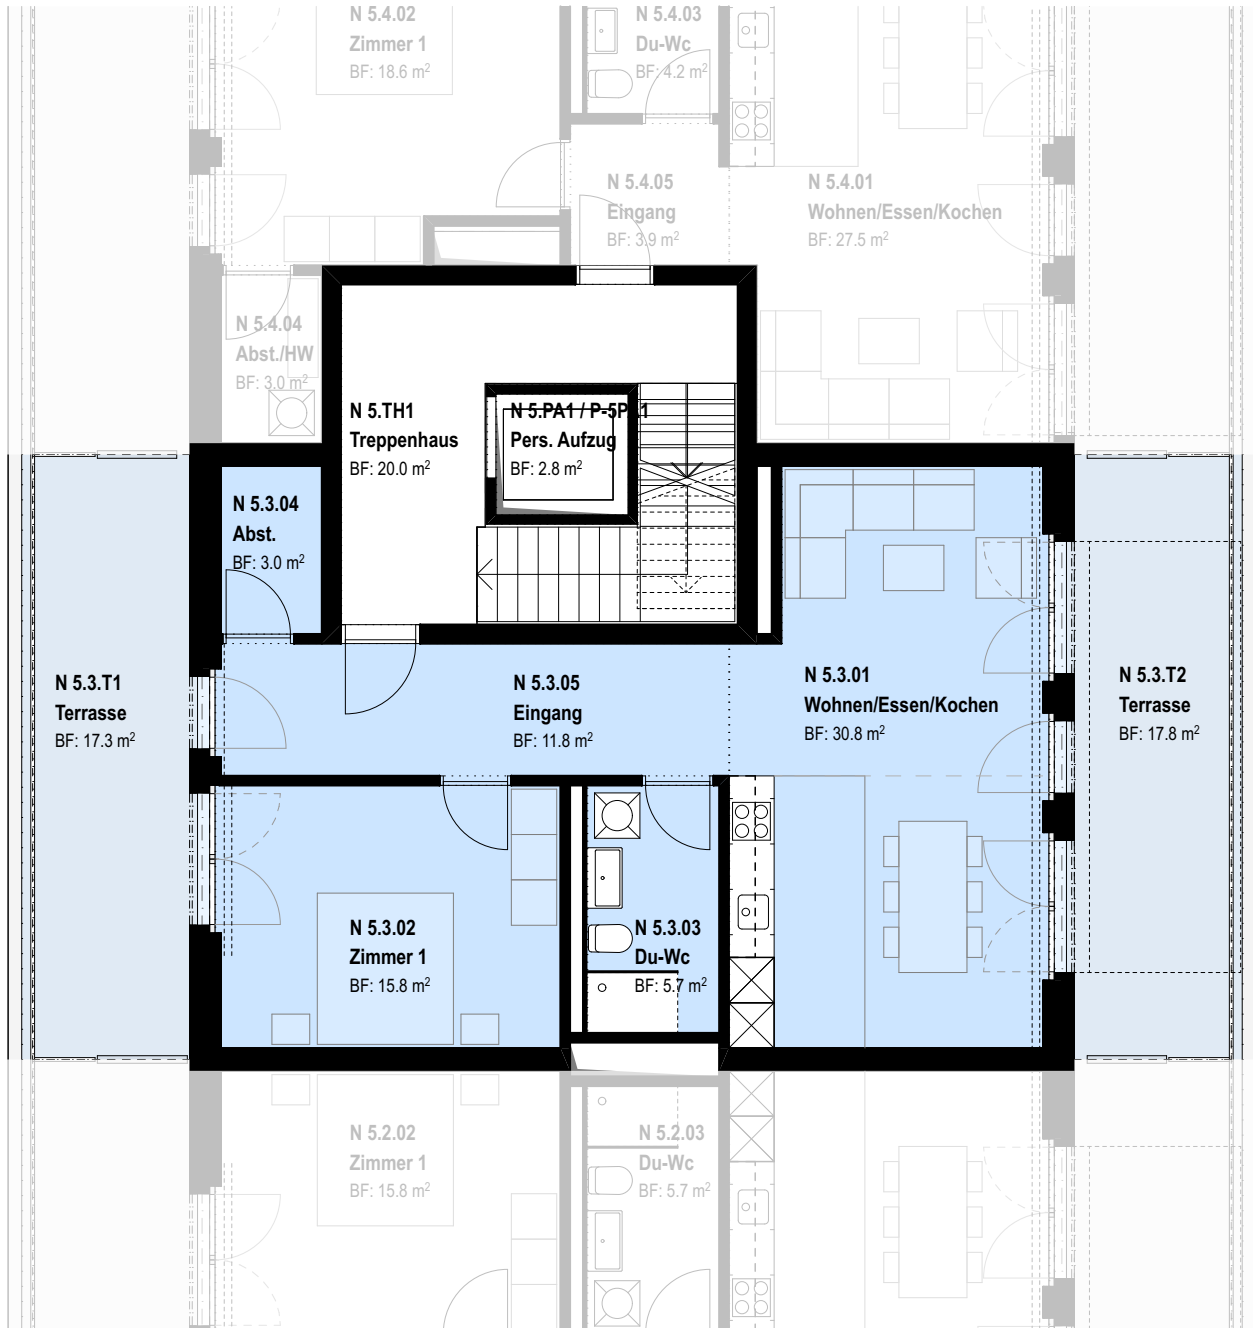 N 5.4.02
Zimmer 1
BF: 18.6 m²
N 5.4.03
Du-Wc
BF: 4.2 m²
N 5.4.05
Eingang
BF: 3.9 m²
N 5.4.01
Wohnen/Essen/Kochen
BF: 27.5 m²
N 5.4.04
Abst./HW
BF: 3.0 m²
N 5.TH1
Treppenhaus
BF: 20.0 m²
N 5.PA1 / P-5PA1
Pers. Aufzug
BF: 2.8 m²
N 5.3.04
Abst.
BF: 3.0 m²
N 5.3.T1
Terrasse
BF: 17.3 m²
N 5.3.05
Eingang
BF: 11.8 m²
N 5.3.01
Wohnen/Essen/Kochen
BF: 30.8 m²
N 5.3.T2
Terrasse
BF: 17.8 m²
N 5.3.02
Zimmer 1
BF: 15.8 m²
N 5.3.03
Du-Wc
BF: 5.7 m²
N 5.2.02
Zimmer 1
BF: 15.8 m²
N 5.2.03
Du-Wc
BF: 5.7 m²